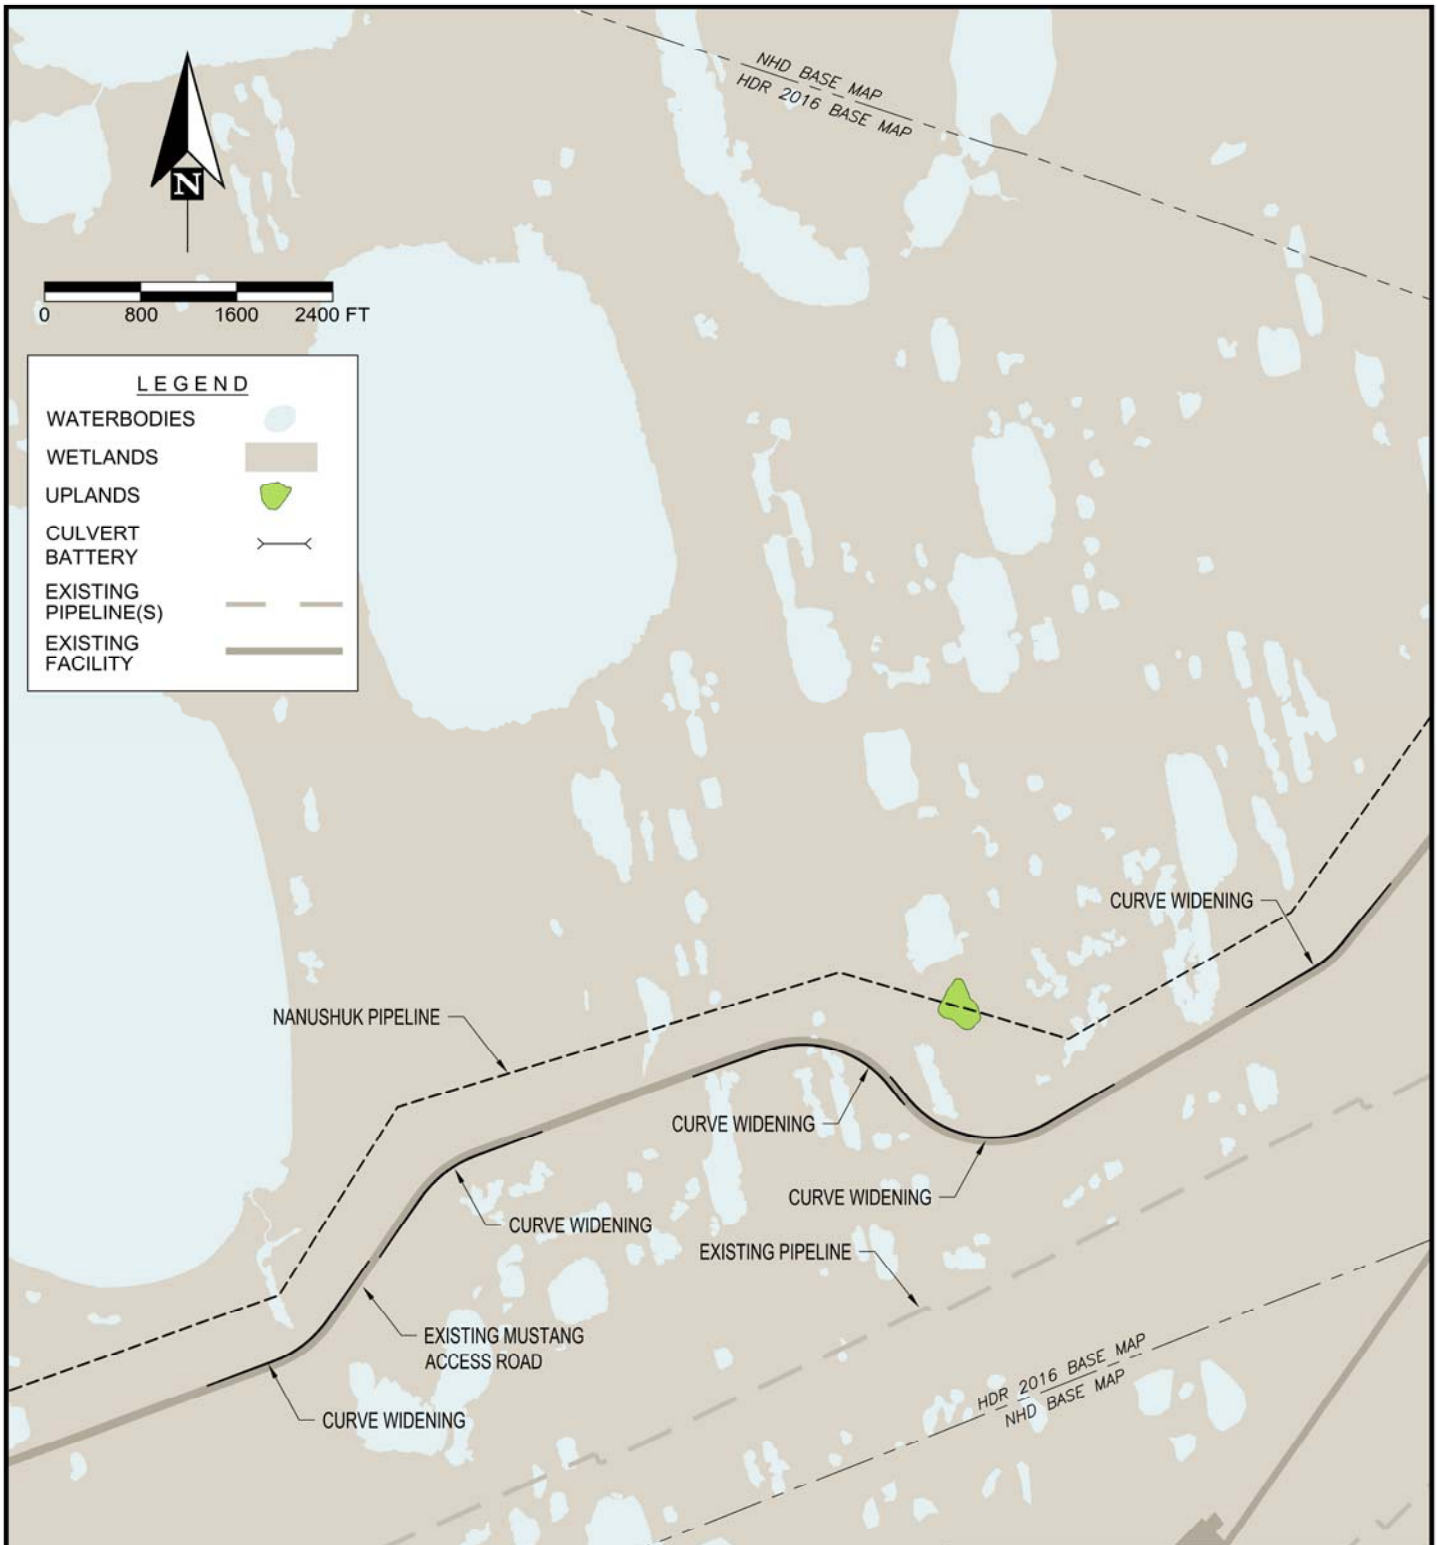 NHD BASE MAP
HDR 2016 BASE MAP
N
0 800 1600 2400 FT
LEGEND
WATERBODIES
WETLANDS
UPLANDS
CULVERT
BATTERY
EXISTING
PIPELINE(S)
EXISTING
FACILITY
CURVE WIDENING
NANUSHUK PIPELINE
CURVE WIDENING
CURVE WIDENING
CURVE WIDENING
EXISTING PIPELINE
EXISTING MUSTANG
ACCESS ROAD
HDR 2016 BASE MAP
NHD BASE MAP
CURVE WIDENING